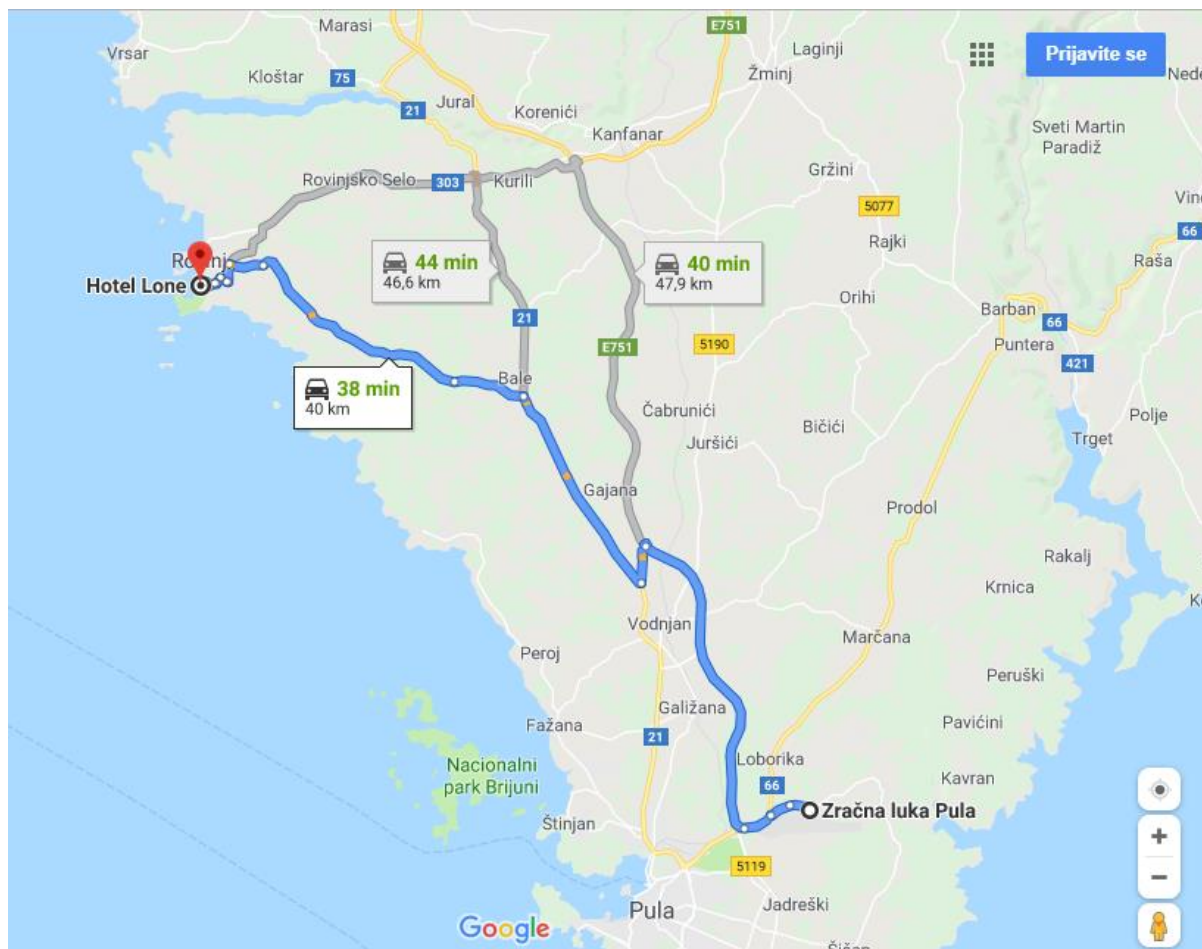 Marasi
E751
Vrsar
Laginji
Prijavite se
Kloštar
75
Žminj
Nede
21
Jural
Korenići
Kanfanar
Sveti Martin
Paradiž
Gržini
Rovinjsko Selo
303
Kurili
5077
Vinc
66
Rajki
Raša
44 min
46,6 km
40 min
47,9 km
Hotel Lone
Orihi
Barban
21
66
E751
5190
Puntera
421
Bale
38 min
40 km
Čabrunići
Bičići
Polje
Juršići
Trget
Gajana
Prodol
Rakalj
Krnica
Vodnjan
Marčana
Peroj
Peruški
Galižana
Fažana
Pavićini
21
Loborika
Nacionalni
park Brijuni
66
Kavran
Zračna luka Pula
Štinjan
5119
Pula
Jadreški
Google